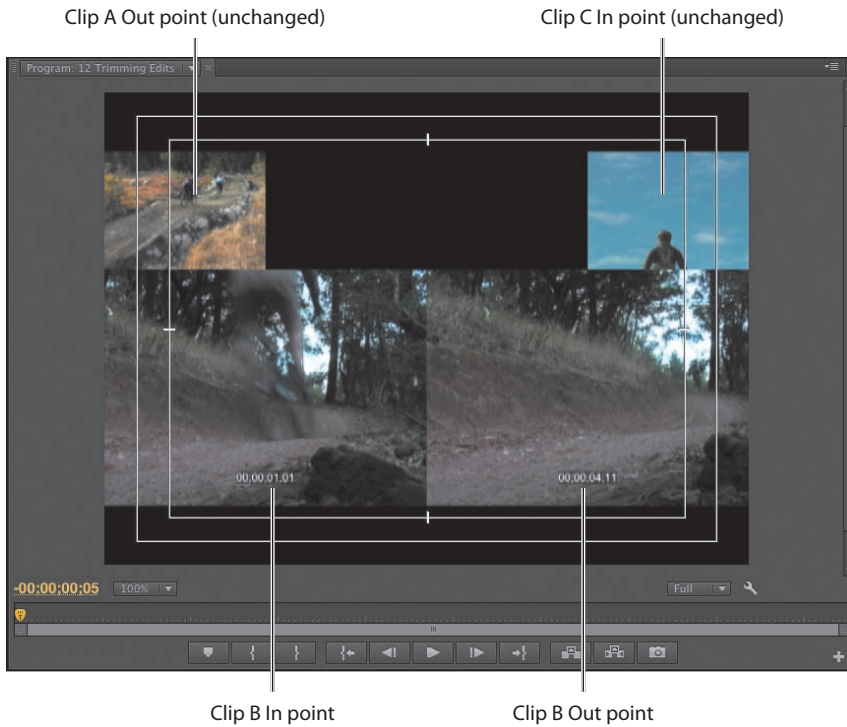 Clip A Out point (unchanged)
Clip C In point (unchanged)
Program: 12 Trimming Edits
00;00;01;01
00;00;04;11
-00:00:00:05
100%
Full
Clip B In point
Clip B Out point